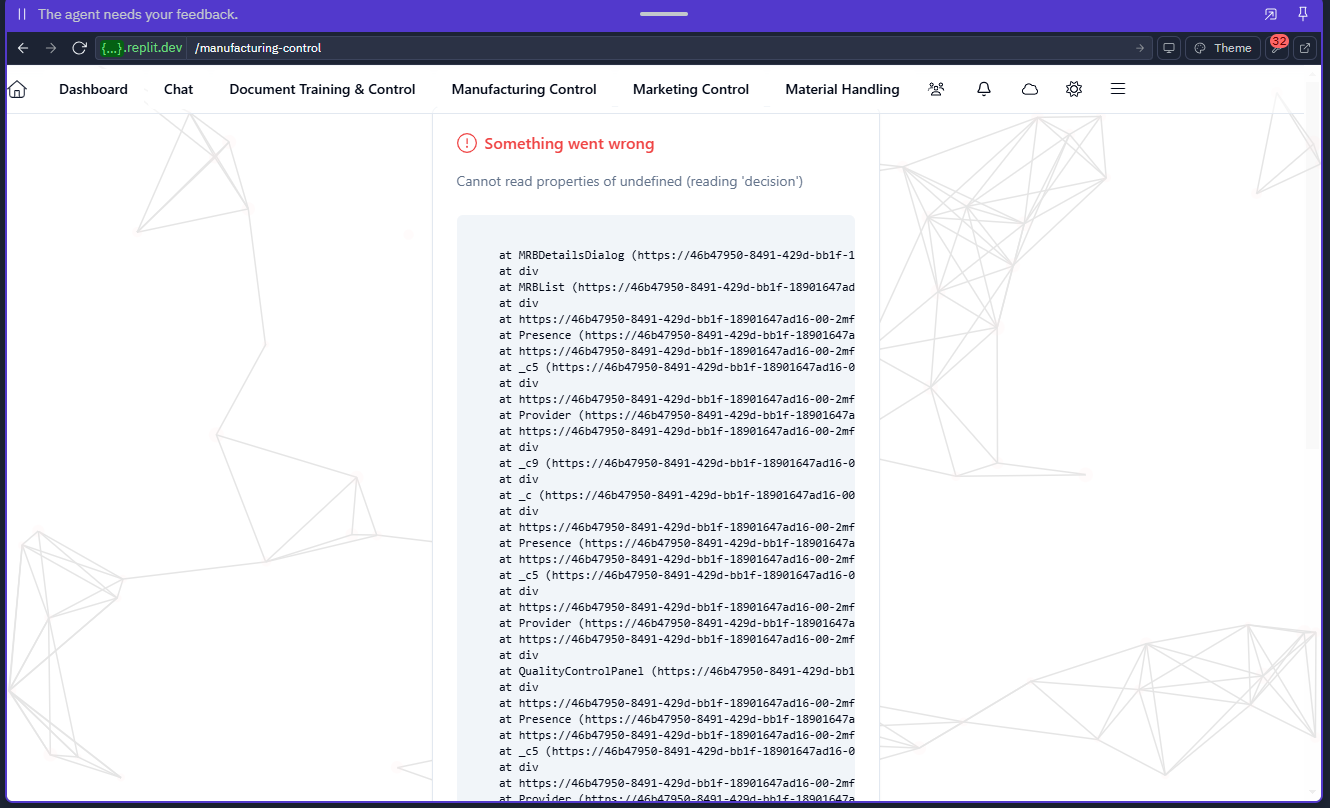 The agent needs your feedback.
{...}.replit.dev /manufacturing-control
Theme
32
Dashboard Chat Document Training & Control Manufacturing Control Marketing Control Material Handling
Something went wrong
Cannot read properties of undefined (reading 'decision')
at MRBDetailsDialog (https://46b47950-8491-429d-bb1f-1
at div
at MRBList (https://46b47950-8491-429d-bb1f-18901647ad
at div
at https://46b47950-8491-429d-bb1f-18901647ad16-00-2mf
at Presence (https://46b47950-8491-429d-bb1f-18901647a
at https://46b47950-8491-429d-bb1f-18901647ad16-00-2mf
at _c5 (https://46b47950-8491-429d-bb1f-18901647ad16-0
at div
at https://46b47950-8491-429d-bb1f-18901647ad16-00-2mf
at Provider (https://46b47950-8491-429d-bb1f-18901647a
at https://46b47950-8491-429d-bb1f-18901647ad16-00-2mf
at div
at _c9 (https://46b47950-8491-429d-bb1f-18901647ad16-0
at div
at _c (https://46b47950-8491-429d-bb1f-18901647ad16-00
at div
at https://46b47950-8491-429d-bb1f-18901647ad16-00-2mf
at Presence (https://46b47950-8491-429d-bb1f-18901647a
at https://46b47950-8491-429d-bb1f-18901647ad16-00-2mf
at _c5 (https://46b47950-8491-429d-bb1f-18901647ad16-0
at div
at https://46b47950-8491-429d-bb1f-18901647ad16-00-2mf
at Provider (https://46b47950-8491-429d-bb1f-18901647a
at https://46b47950-8491-429d-bb1f-18901647ad16-00-2mf
at div
at QualityControlPanel (https://46b47950-8491-429d-bb1
at div
at https://46b47950-8491-429d-bb1f-18901647ad16-00-2mf
at Presence (https://46b47950-8491-429d-bb1f-18901647a
at https://46b47950-8491-429d-bb1f-18901647ad16-00-2mf
at _c5 (https://46b47950-8491-429d-bb1f-18901647ad16-0
at div
at https://46b47950-8491-429d-bb1f-18901647ad16-00-2mf
at Provider (https://46b47950-8491-429d-bb1f-18901647a